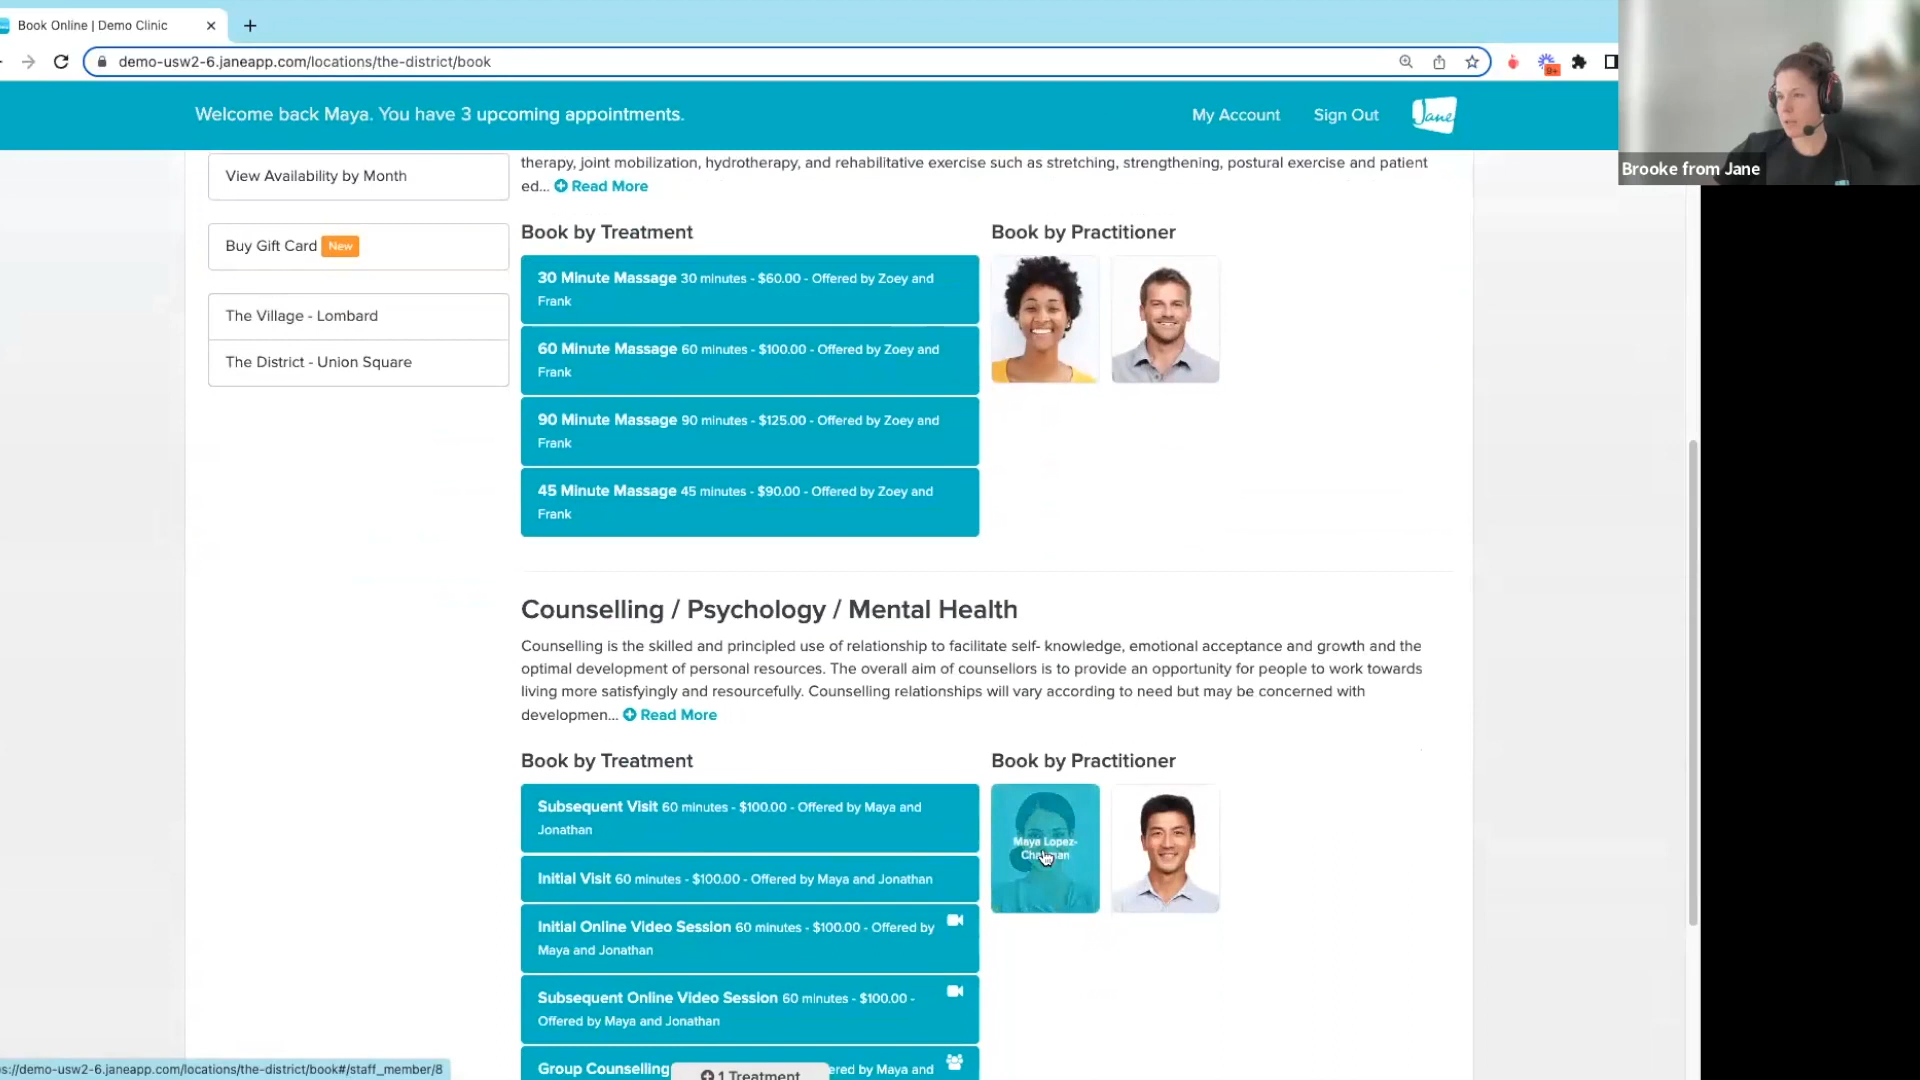 Book Online | Demo Clinic
demo-usw2-6.janeapp.com/locations/the-district/book
Welcome back Maya. You have 3 upcoming appointments.
My Account
Sign Out
Jane
Brooke from Jane
View Availability by Month
Buy Gift Card New
The Village - Lombard
The District - Union Square
therapy, joint mobilization, hydrotherapy, and rehabilitative exercise such as stretching, strengthening, postural exercise and patient
ed... Read More
Book by Treatment
30 Minute Massage 30 minutes - $60.00 - Offered by Zoey and
Frank
60 Minute Massage 60 minutes - $100.00 - Offered by Zoey and
Frank
90 Minute Massage 90 minutes - $125.00 - Offered by Zoey and
Frank
45 Minute Massage 45 minutes - $90.00 - Offered by Zoey and
Frank
Book by Practitioner
Counselling / Psychology / Mental Health
Counselling is the skilled and principled use of relationship to facilitate self- knowledge, emotional acceptance and growth and the
optimal development of personal resources. The overall aim of counsellors is to provide an opportunity for people to work towards
living more satisfyingly and resourcefully. Counselling relationships will vary according to need but may be concerned with
developmen... Read More
Book by Treatment
Subsequent Visit 60 minutes - $100.00 - Offered by Maya and
Jonathan
Initial Visit 60 minutes - $100.00 - Offered by Maya and Jonathan
Initial Online Video Session 60 minutes - $100.00 - Offered by
Maya and Jonathan
Subsequent Online Video Session 60 minutes - $100.00 -
Offered by Maya and Jonathan
Group Counselling ered by Maya and
1 Treatment
Book by Practitioner
Maya Lopez-
s://demo-usw2-6.janeapp.com/locations/the-district/book#/staff_member/8